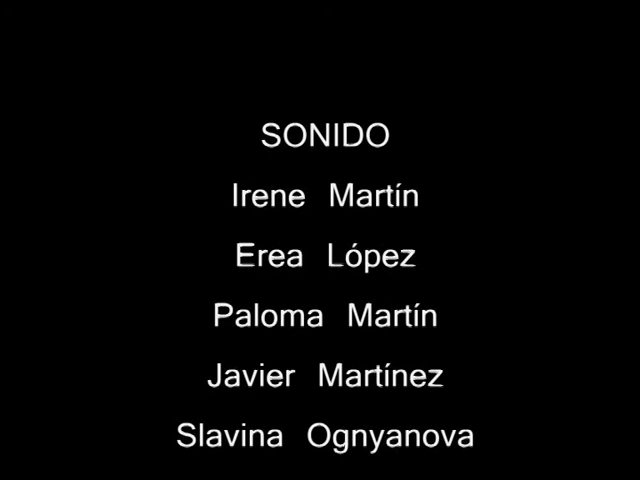 SONIDO
Irene Martín
Erea López
Paloma Martín
Javier Martínez
Slavina Ognyanova